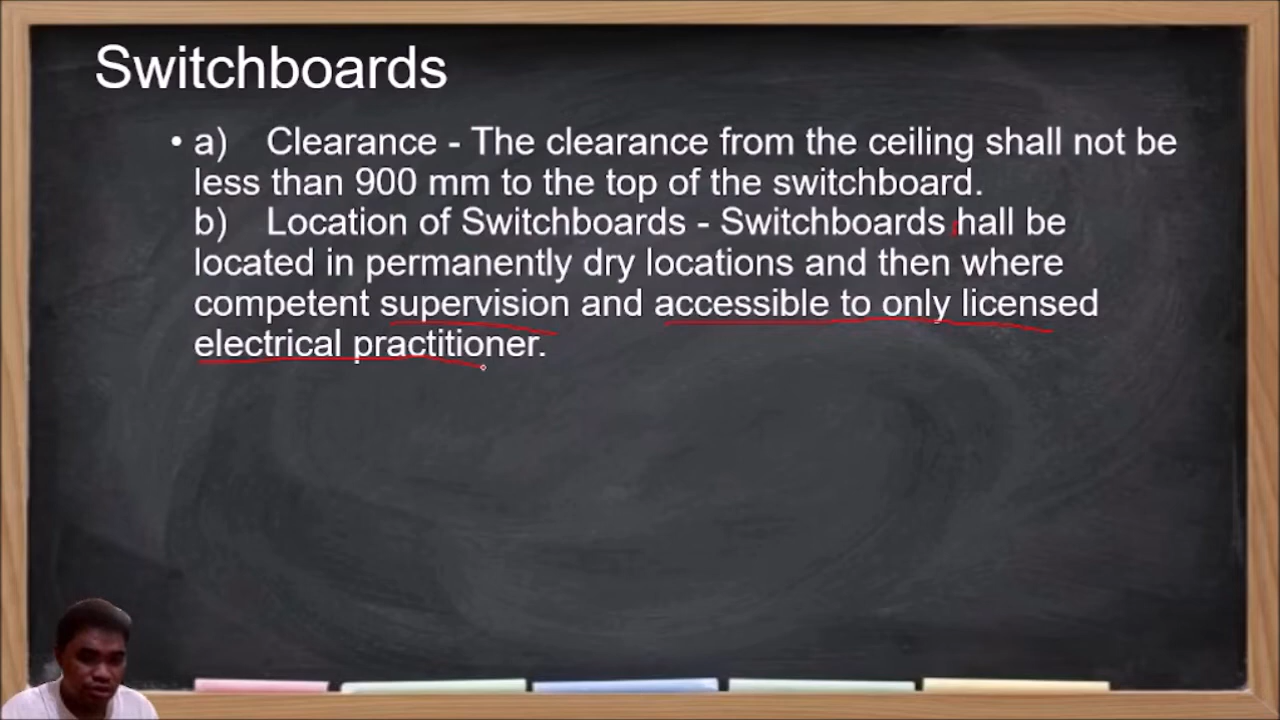 Switchboards
• a) Clearance - The clearance from the ceiling shall not be
less than 900 mm to the top of the switchboard.
b) Location of Switchboards - Switchboards hall be
located in permanently dry locations and then where
competent supervision and accessible to only licensed
electrical practitioner.